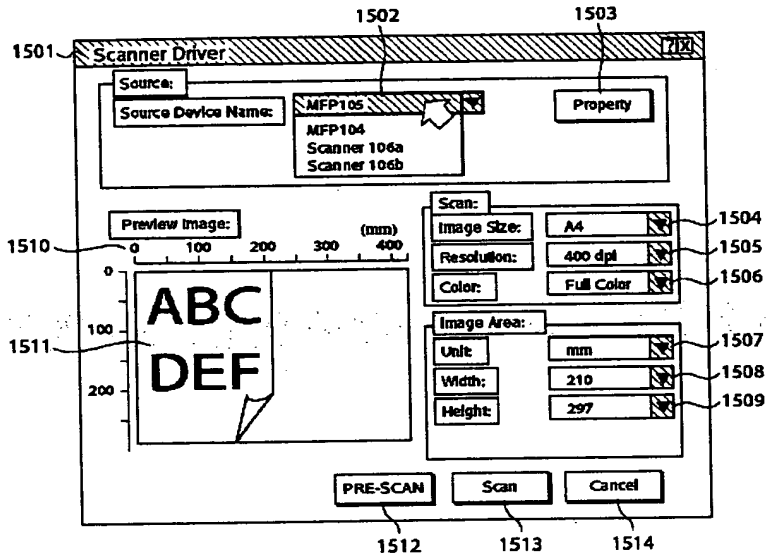 1502
1503
1501
Scanner Driver
?X
Source:
Source Device Name:
MFP105
Property
MFP104
Scanner 106a
Scanner 106b
Preview Image:
(mm)
1510
0 100 200 300 400
0
100
200
ABC
DEF
1511
Scan:
Image Size:
A4
1504
Resolution:
400 dpi
1505
Color:
Full Color
1506
Image Area:
Unit:
mm
1507
Width:
210
1508
Height:
297
1509
PRE-SCAN
Scan
Cancel
1512
1513
1514